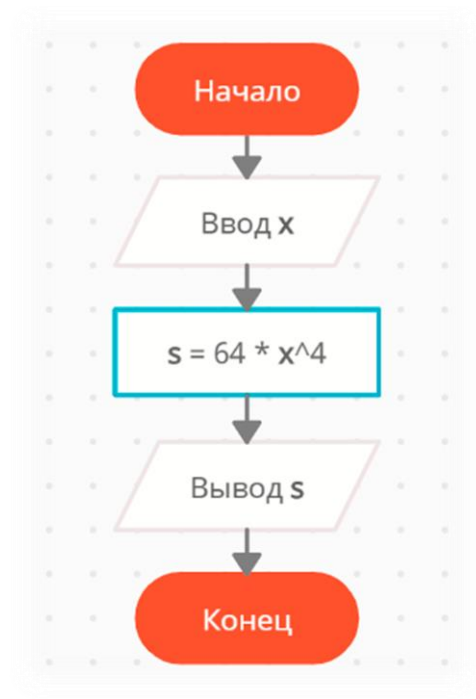 Начало
Ввод x
s = 64 * x^4
Вывод s
Конец